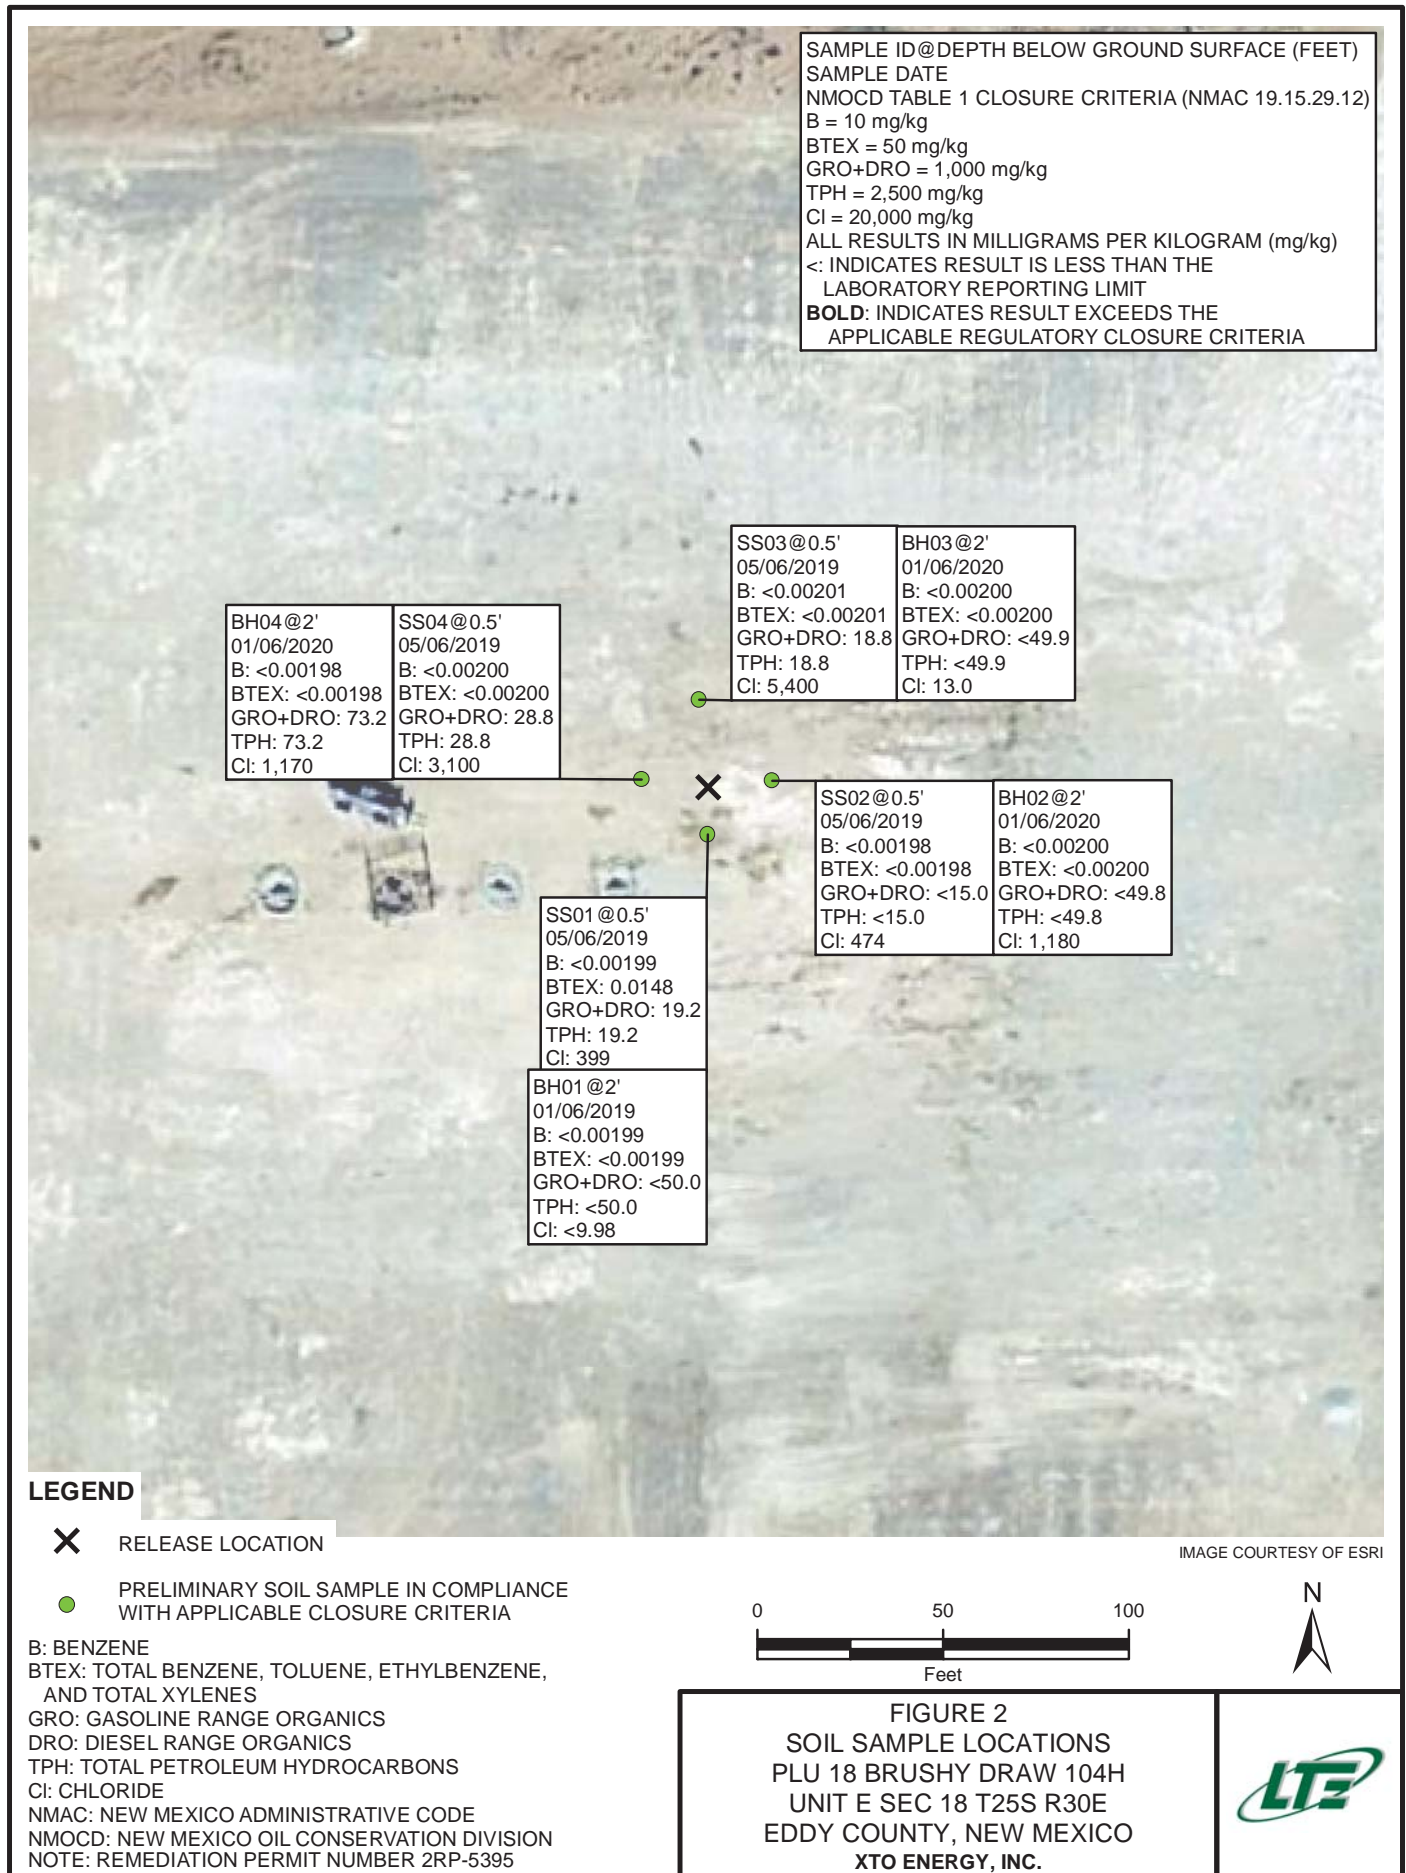 SAMPLE ID@DEPTH BELOW GROUND SURFACE (FEET)
SAMPLE DATE
NMOCD TABLE 1 CLOSURE CRITERIA (NMAC 19.15.29.12)
B = 10 mg/kg
BTEX = 50 mg/kg
GRO+DRO = 1,000 mg/kg
TPH = 2,500 mg/kg
Cl = 20,000 mg/kg
ALL RESULTS IN MILLIGRAMS PER KILOGRAM (mg/kg)
<: INDICATES RESULT IS LESS THAN THE
LABORATORY REPORTING LIMIT
BOLD: INDICATES RESULT EXCEEDS THE
APPLICABLE REGULATORY CLOSURE CRITERIA
SS03@0.5'
05/06/2019
B: <0.00201
BTEX: <0.00201
GRO+DRO: 18.8
TPH: 18.8
Cl: 5,400
BH03@2'
01/06/2020
B: <0.00200
BTEX: <0.00200
GRO+DRO: <49.9
TPH: <49.9
Cl: 13.0
BH04@2'
01/06/2020
B: <0.00198
BTEX: <0.00198
GRO+DRO: 73.2
TPH: 73.2
Cl: 1,170
SS04@0.5'
05/06/2019
B: <0.00200
BTEX: <0.00200
GRO+DRO: 28.8
TPH: 28.8
Cl: 3,100
SS02@0.5'
05/06/2019
B: <0.00198
BTEX: <0.00198
GRO+DRO: <15.0
TPH: <15.0
Cl: 474
BH02@2'
01/06/2020
B: <0.00200
BTEX: <0.00200
GRO+DRO: <49.8
TPH: <49.8
Cl: 1,180
SS01@0.5'
05/06/2019
B: <0.00199
BTEX: 0.0148
GRO+DRO: 19.2
TPH: 19.2
Cl: 399
BH01@2'
01/06/2019
B: <0.00199
BTEX: <0.00199
GRO+DRO: <50.0
TPH: <50.0
Cl: <9.98
LEGEND
RELEASE LOCATION
PRELIMINARY SOIL SAMPLE IN COMPLIANCE
WITH APPLICABLE CLOSURE CRITERIA
B: BENZENE
BTEX: TOTAL BENZENE, TOLUENE, ETHYLBENZENE,
AND TOTAL XYLENES
GRO: GASOLINE RANGE ORGANICS
DRO: DIESEL RANGE ORGANICS
TPH: TOTAL PETROLEUM HYDROCARBONS
Cl: CHLORIDE
NMAC: NEW MEXICO ADMINISTRATIVE CODE
NMOCD: NEW MEXICO OIL CONSERVATION DIVISION
NOTE: REMEDIATION PERMIT NUMBER 2RP-5395
IMAGE COURTESY OF ESRI
0 50 100
Feet
N
FIGURE 2
SOIL SAMPLE LOCATIONS
PLU 18 BRUSHY DRAW 104H
UNIT E SEC 18 T25S R30E
EDDY COUNTY, NEW MEXICO
XTO ENERGY, INC.
LTE